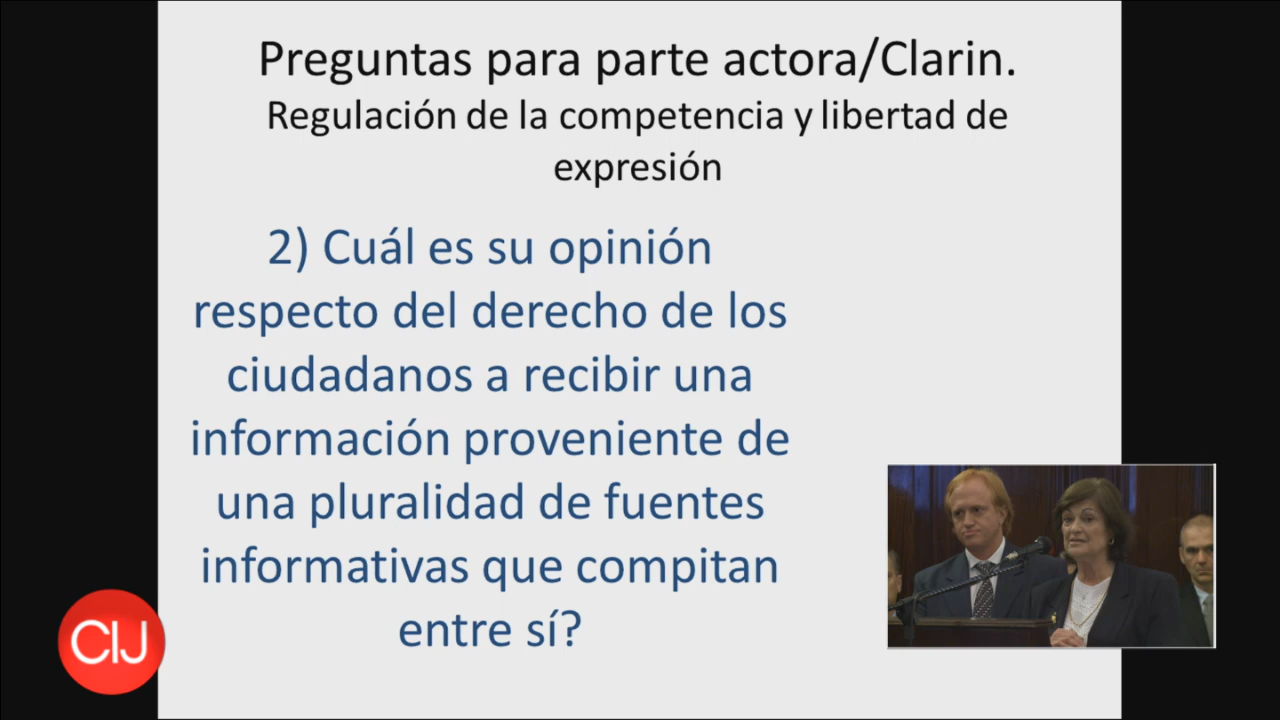 Preguntas para parte actora/Clarin.
Regulación de la competencia y libertad de
expresión
2) Cuál es su opinión
respecto del derecho de los
ciudadanos a recibir una
información proveniente de
una pluralidad de fuentes
informativas que compitan
entre sí?
CIJ